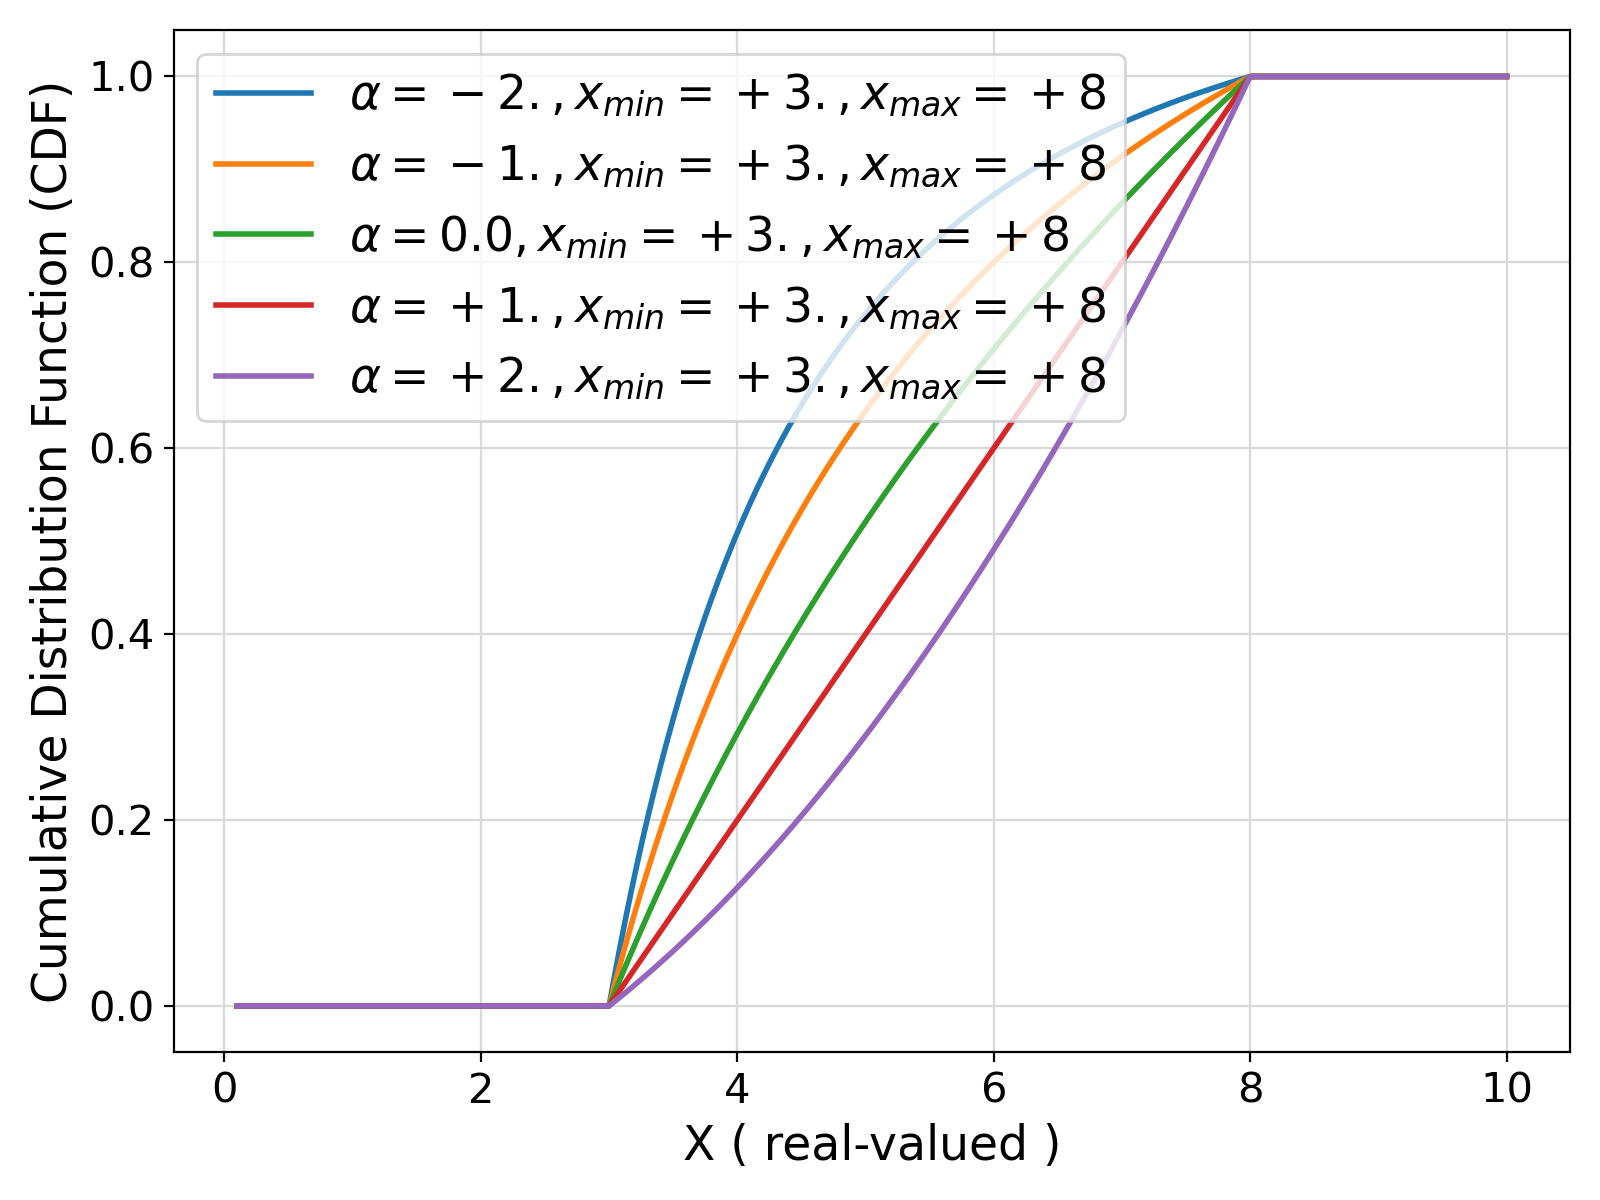 Cumulative Distribution Function (CDF)
1.0
0.8
0.6
0.4
0.2
0.0
α = − 2. , x_min = + 3. , x_max = + 8
α = − 1. , x_min = + 3. , x_max = + 8
α = 0.0, x_min = + 3. , x_max = + 8
α = + 1. , x_min = + 3. , x_max = + 8
α = + 2. , x_min = + 3. , x_max = + 8
0 2 4 6 8 10
X ( real-valued )